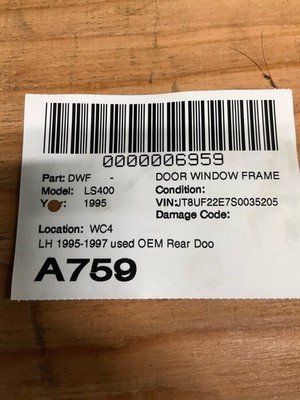 0000006959
Part: DWF - DOOR WINDOW FRAME
Model: LS400 Condition:
Year: 1995 VIN:JT8UF22E7S0035205
Damage Code:
Location: WC4
LH 1995-1997 used OEM Rear Doo
A759